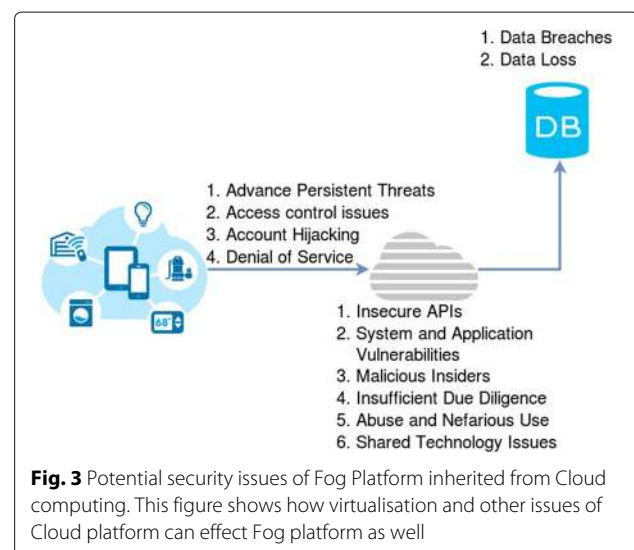 1. Data Breaches
2. Data Loss
DB
1. Advance Persistent Threats
2. Access control issues
3. Account Hijacking
4. Denial of Service
68°
1. Insecure APIs
2. System and Application
Vulnerabilities
3. Malicious Insiders
4. Insufficient Due Diligence
5. Abuse and Nefarious Use
6. Shared Technology Issues
Fig. 3 Potential security issues of Fog Platform inherited from Cloud
computing. This figure shows how virtualisation and other issues of
Cloud platform can effect Fog platform as well